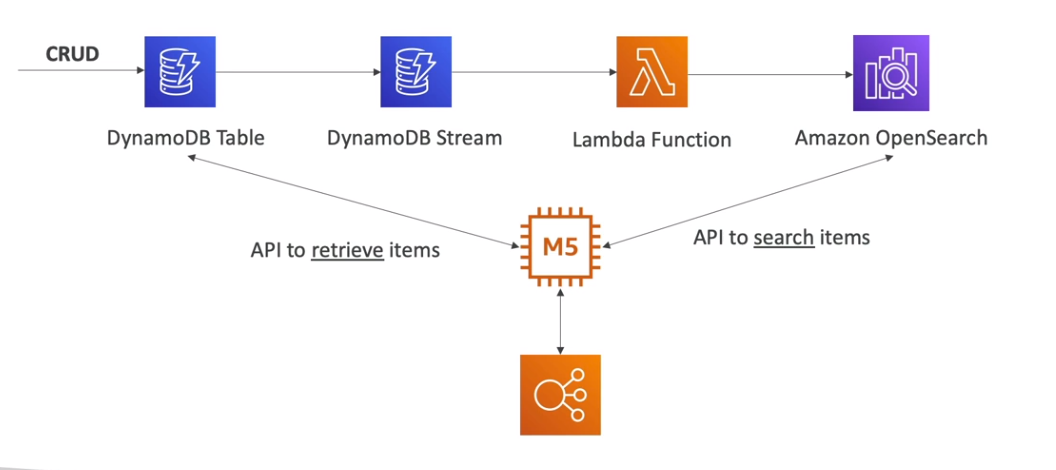 CRUD
DynamoDB Table
DynamoDB Stream
Lambda Function
Amazon OpenSearch
API to retrieve items
M5
API to search items